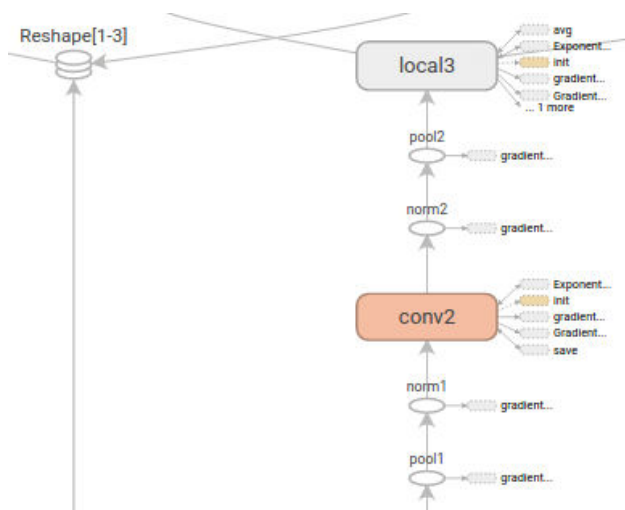 Reshape[1-3]
local3
avg
Exponent...
init
gradient...
Gradient...
... 1 more
pool2
gradient...
norm2
gradient...
conv2
Exponent...
init
gradient...
Gradient...
save
norm1
gradient...
pool1
gradient...